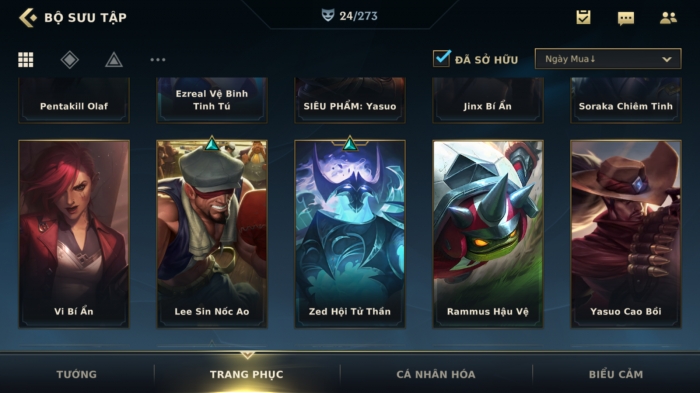 BỘ SƯU TẬP
24/273
ĐÃ SỞ HỮU
Ngày Mua↓
Pentakill Olaf
Ezreal Vệ Binh
Tinh Tú
SIÊU PHẨM: Yasuo
Jinx Bí Ẩn
Soraka Chiêm Tinh
Vi Bí Ẩn
Lee Sin Nốc Ao
Zed Hội Tử Thần
Rammus Hậu Vệ
Yasuo Cao Bồi
TƯỚNG
TRANG PHỤC
CÁ NHÂN HÓA
BIỂU CẢM